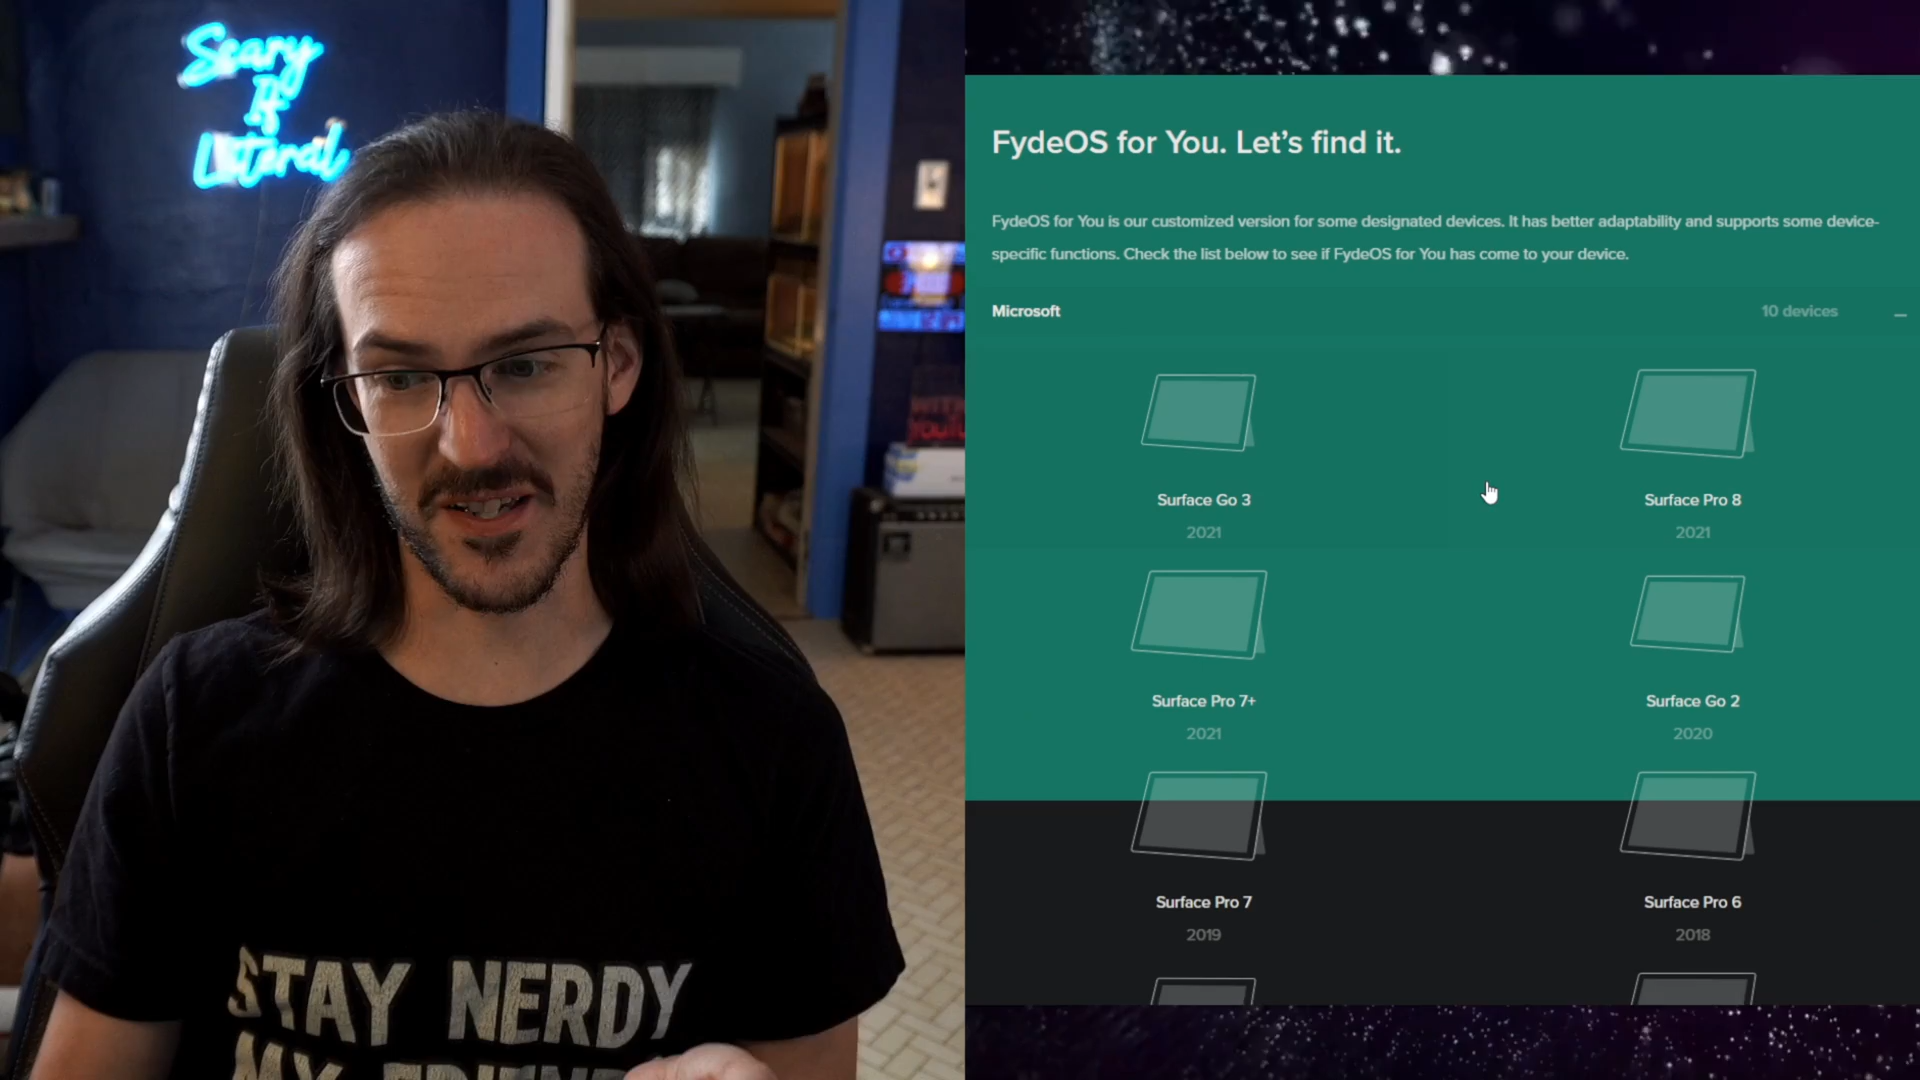 Scary
If
Literal
FydeOS for You. Let's find it.
FydeOS for You is our customized version for some designated devices. It has better adaptability and supports some device-
specific functions. Check the list below to see if FydeOS for You has come to your device.
Microsoft
10 devices
Surface Go 3
2021
Surface Pro 8
2021
Surface Pro 7+
2021
Surface Go 2
2020
Surface Pro 7
2019
Surface Pro 6
2018
STAY NERDY
MY